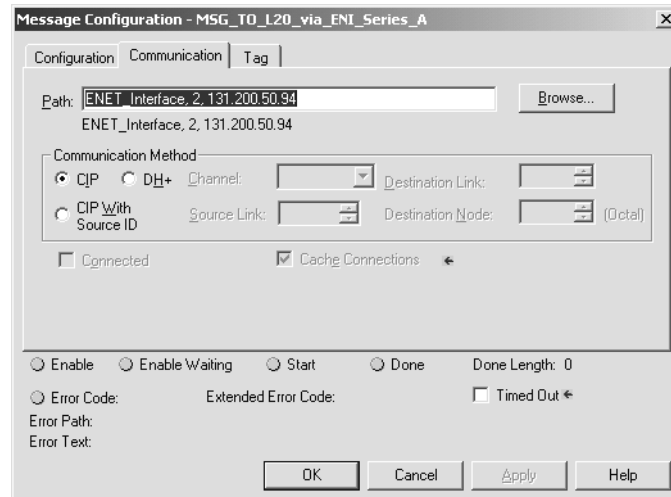 Message Configuration - MSG_TO_L20_via_ENI_Series_A
Configuration Communication Tag
Path: ENET_Interface, 2, 131.200.50.94 Browse...
ENET_Interface, 2, 131.200.50.94
Communication Method
CIP DH+ Channel: Destination Link:
CIP With Source ID Source Link: Destination Node: (Octal)
Connected Cache Connections ←
Enable Enable Waiting Start Done Done Length: 0
Error Code: Extended Error Code: Timed Out ←
Error Path:
Error Text:
OK Cancel Apply Help